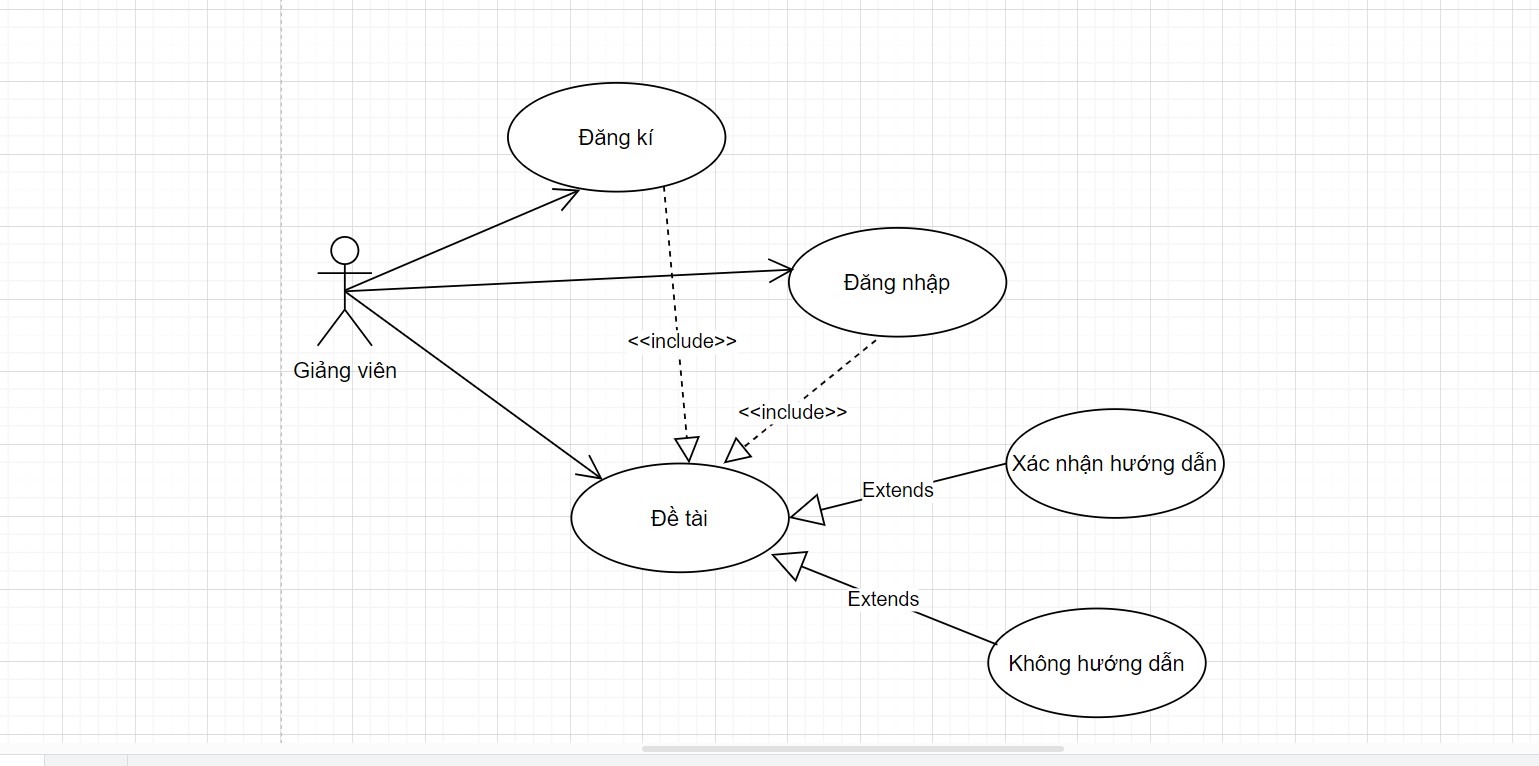 Đăng kí
Đăng nhập
<<include>>
Giảng viên
<<include>>
Xác nhận hướng dẫn
Extends
Đề tài
Extends
Không hướng dẫn